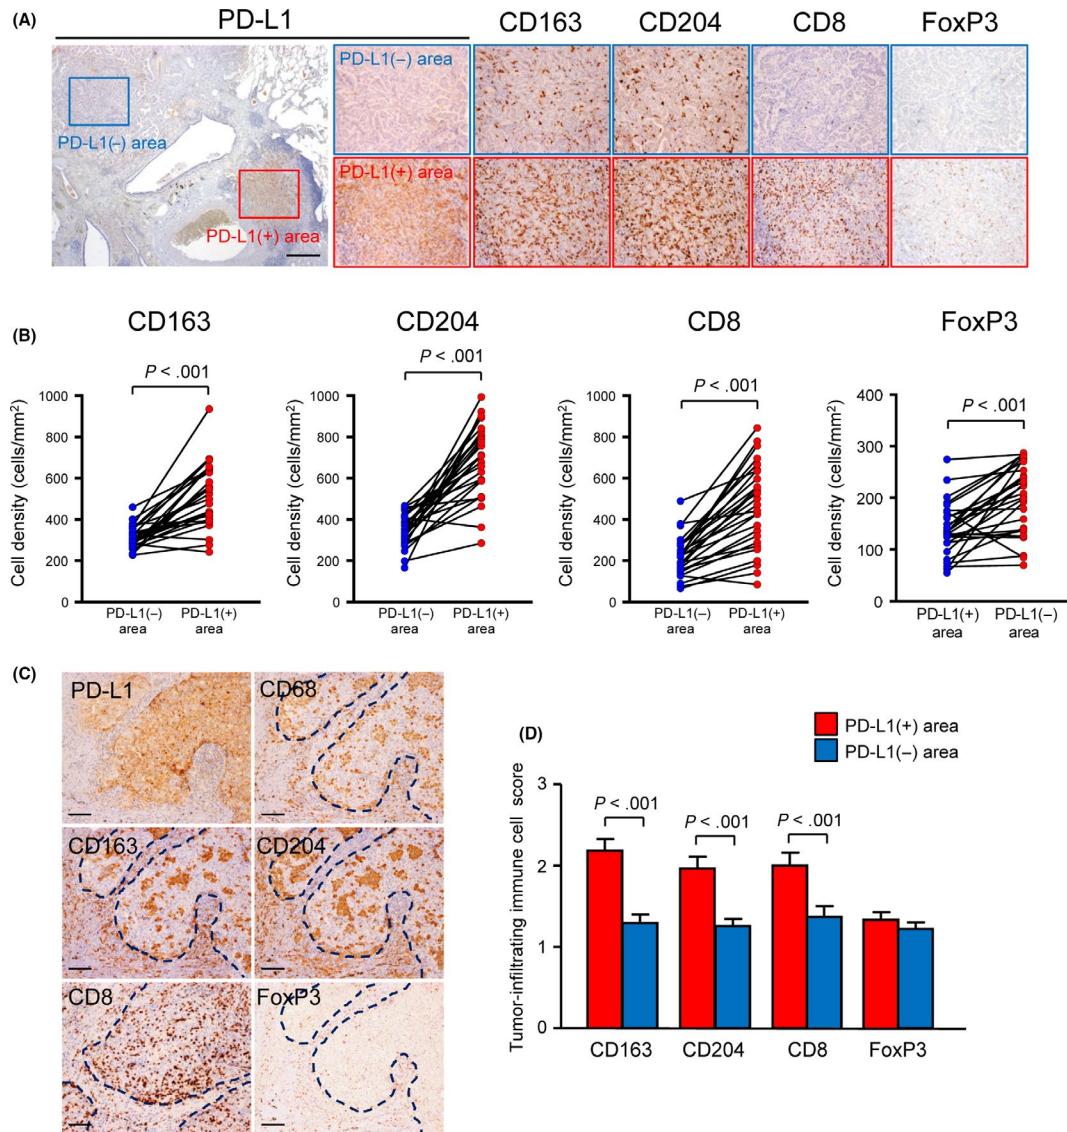 (A)
PD-L1
CD163
CD204
CD8
FoxP3
PD-L1(–) area
PD-L1(–) area
PD-L1(+) area
PD-L1(+) area
(B)
CD163
CD204
CD8
FoxP3
P < .001
P < .001
P < .001
P < .001
Cell density (cells/mm²)
1000
800
600
400
200
0
PD-L1(–) area
PD-L1(+) area
Cell density (cells/mm²)
1000
800
600
400
200
0
PD-L1(–) area
PD-L1(+) area
Cell density (cells/mm²)
1000
800
600
400
200
0
PD-L1(–) area
PD-L1(+) area
Cell density (cells/mm²)
400
300
200
100
0
PD-L1(+) area
PD-L1(–) area
(C)
PD-L1
CD68
CD163
CD204
CD8
FoxP3
(D)
PD-L1(+) area
PD-L1(–) area
Tumor-infiltrating immune cell score
3
2
1
0
P < .001
P < .001
P < .001
CD163
CD204
CD8
FoxP3